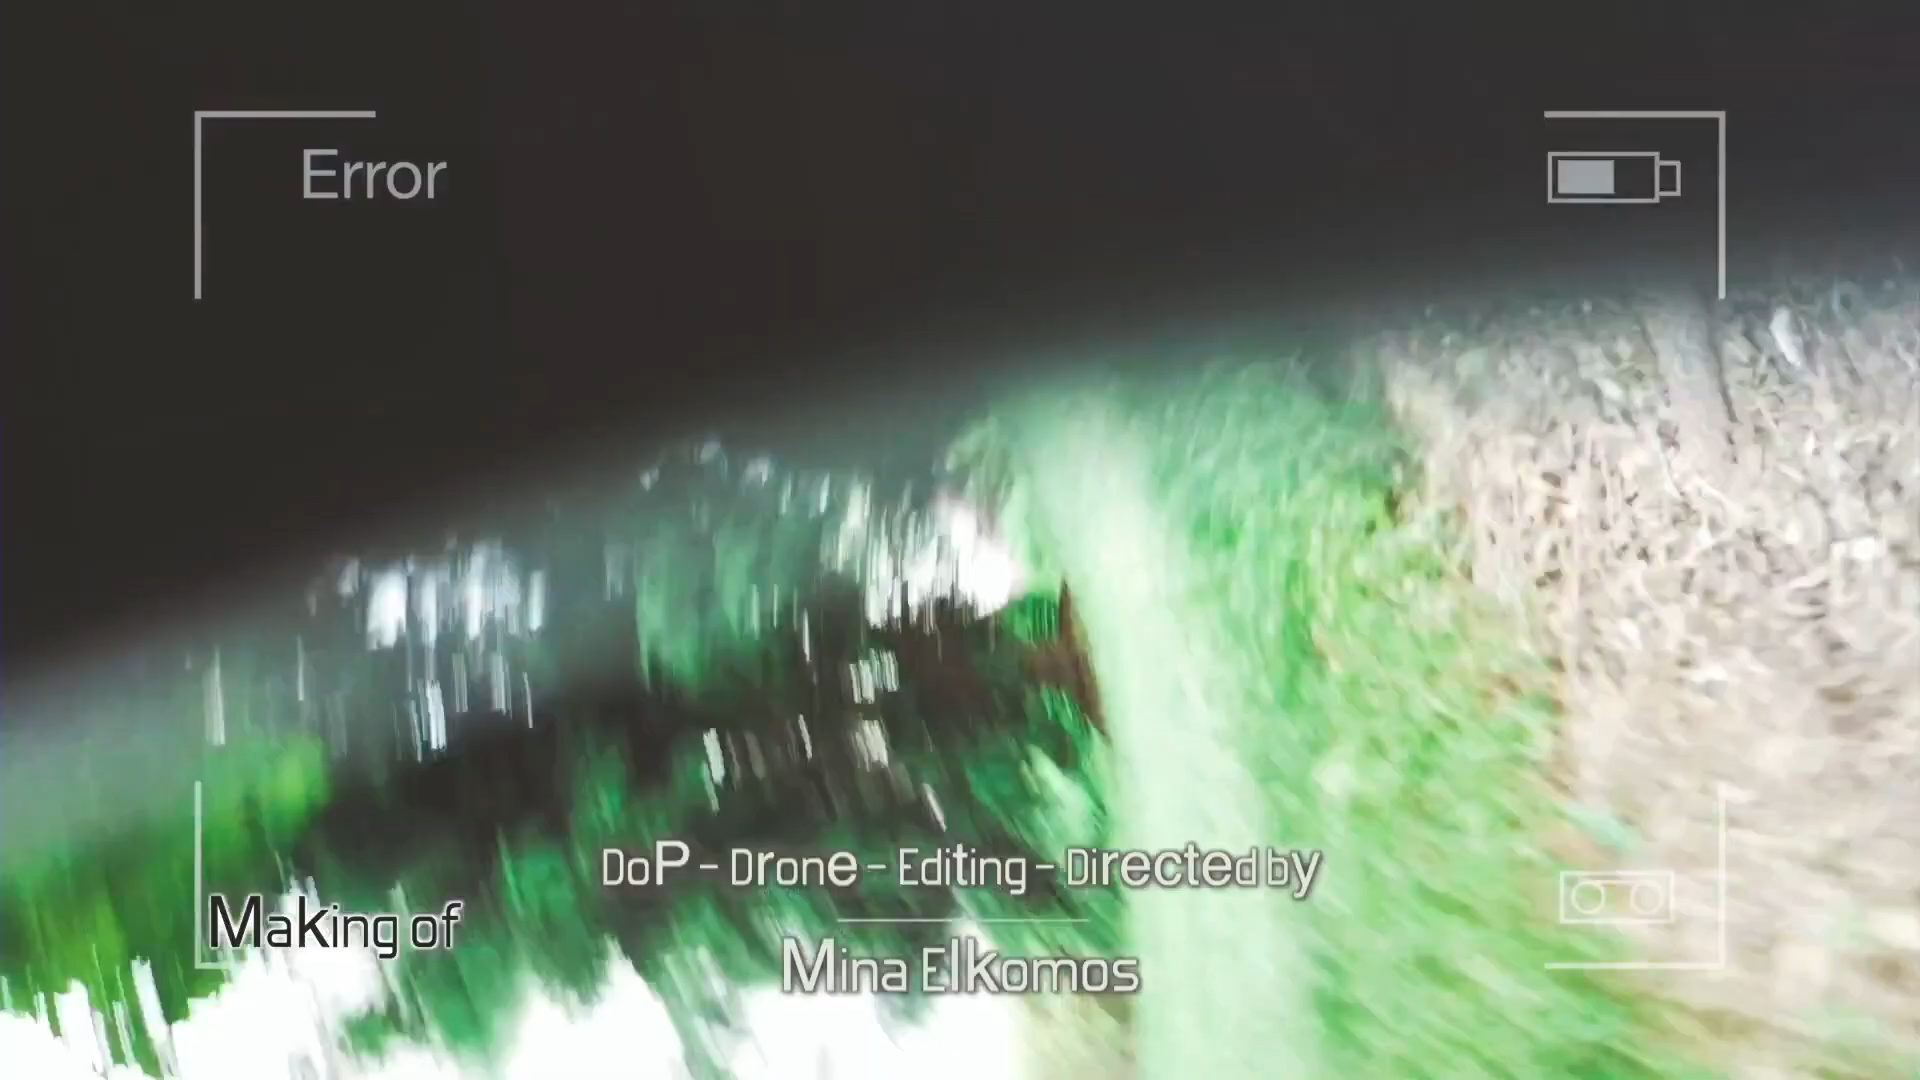 Error
DoP - Drone - Editing - Directed by
Making of
Mina Elkomos